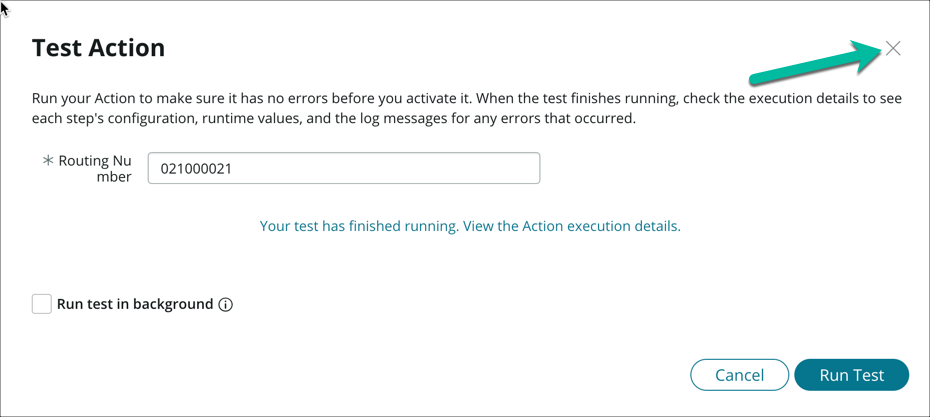 Test Action
Run your Action to make sure it has no errors before you activate it. When the test finishes running, check the execution details to see
each step's configuration, runtime values, and the log messages for any errors that occurred.
* Routing Nu
mber
021000021
Your test has finished running. View the Action execution details.
Run test in background
Cancel
Run Test